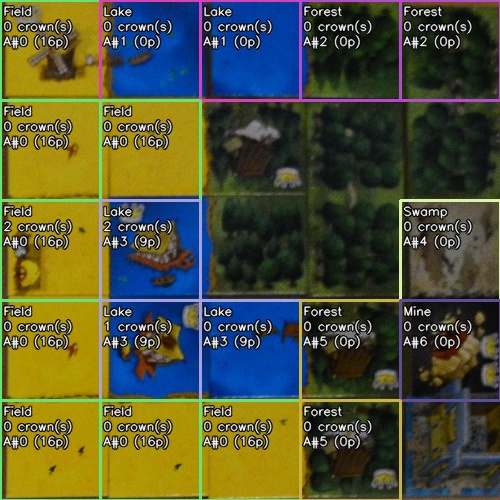 Field
0 crown(s)
A#0 (16p)
Lake
0 crown(s)
A#1 (0p)
Lake
0 crown(s)
A#1 (0p)
Forest
0 crown(s)
A#2 (0p)
Forest
0 crown(s)
A#2 (0p)
Field
0 crown(s)
A#0 (16p)
Field
0 crown(s)
A#0 (16p)
Field
2 crown(s)
A#0 (16p)
Lake
2 crown(s)
A#3 (9p)
Swamp
0 crown(s)
A#4 (0p)
Field
0 crown(s)
A#0 (16p)
Lake
1 crown(s)
A#3 (9p)
Lake
0 crown(s)
A#3 (9p)
Forest
0 crown(s)
A#5 (0p)
Mine
0 crown(s)
A#6 (0p)
Field
0 crown(s)
A#0 (16p)
Field
0 crown(s)
A#0 (16p)
Field
0 crown(s)
A#0 (16p)
Forest
0 crown(s)
A#5 (0p)